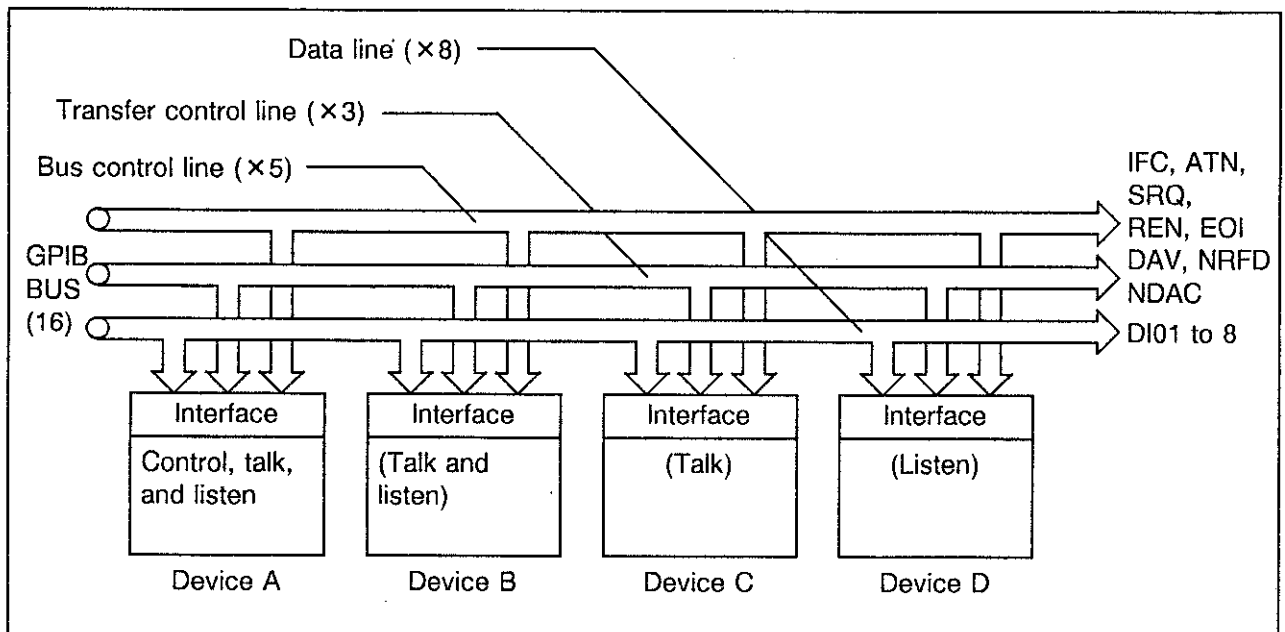 Data line (×8)
Transfer control line (×3)
Bus control line (×5)
IFC, ATN,
SRQ,
REN, EOI
GPIB
BUS
(16)
DAV, NRFD
NDAC
DI01 to 8
Interface
Control, talk,
and listen
Device A
Interface
(Talk and
listen)
Device B
Interface
(Talk)
Device C
Interface
(Listen)
Device D